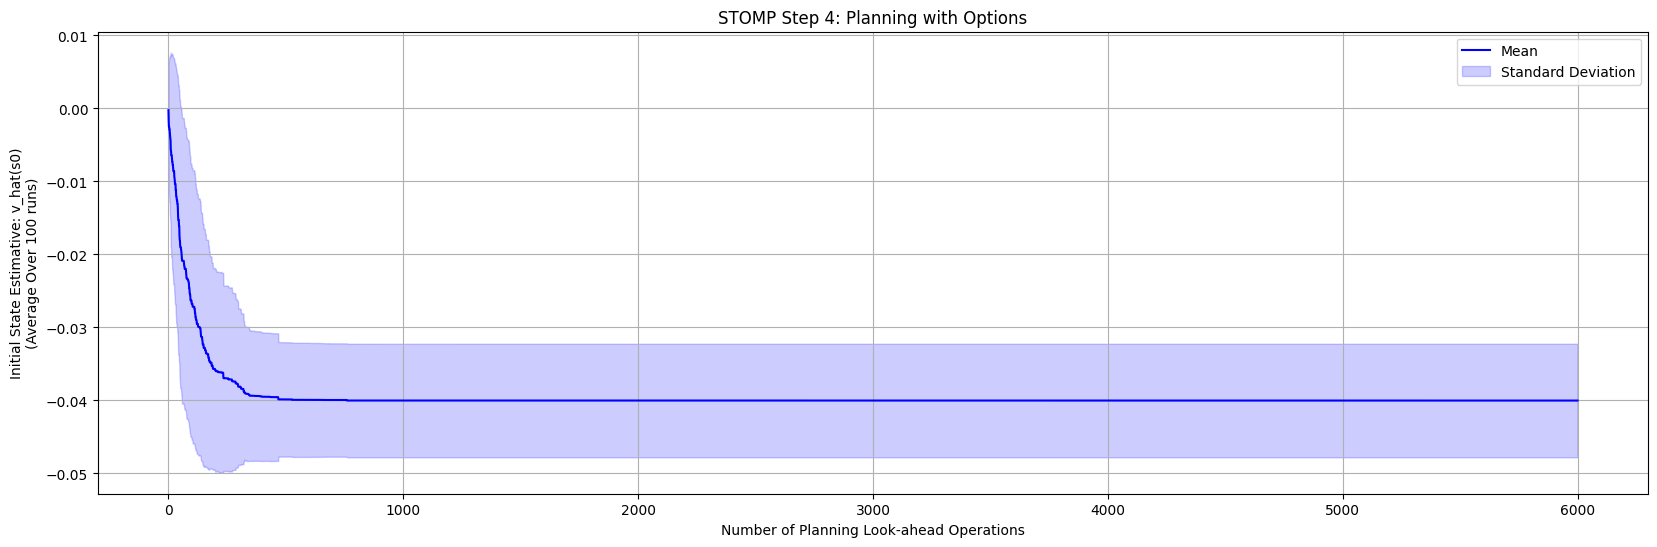 STOMP Step 4: Planning with Options
Mean
Standard Deviation
Initial State Estimative: v_hat(s0)
(Average Over 100 runs)
0.01
0.00
−0.01
−0.02
−0.03
−0.04
−0.05
0
1000
2000
3000
4000
5000
6000
Number of Planning Look-ahead Operations